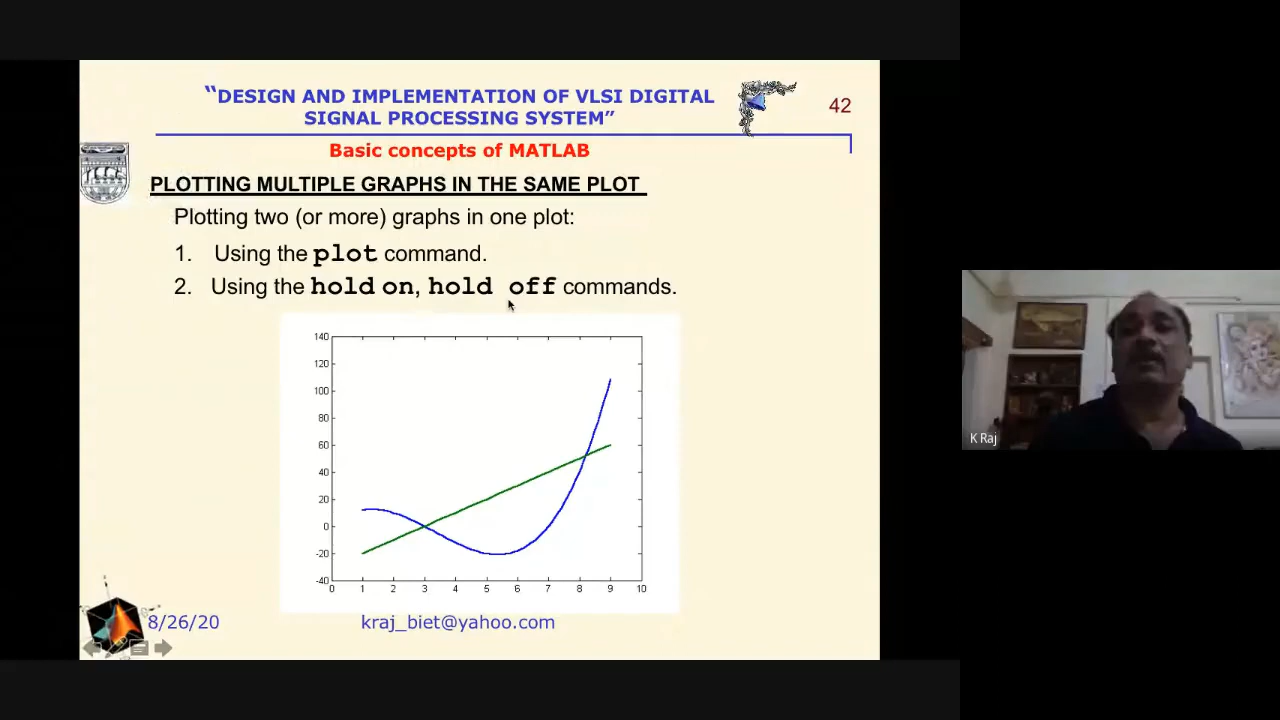 “DESIGN AND IMPLEMENTATION OF VLSI DIGITAL
SIGNAL PROCESSING SYSTEM”
42
Basic concepts of MATLAB
PLOTTING MULTIPLE GRAPHS IN THE SAME PLOT
Plotting two (or more) graphs in one plot:
1. Using the plot command.
2. Using the hold on, hold off commands.
140
120
100
80
60
40
20
0
-20
-40
0 1 2 3 4 5 6 7 8 9 10
8/26/20
kraj_biet@yahoo.com
K Raj